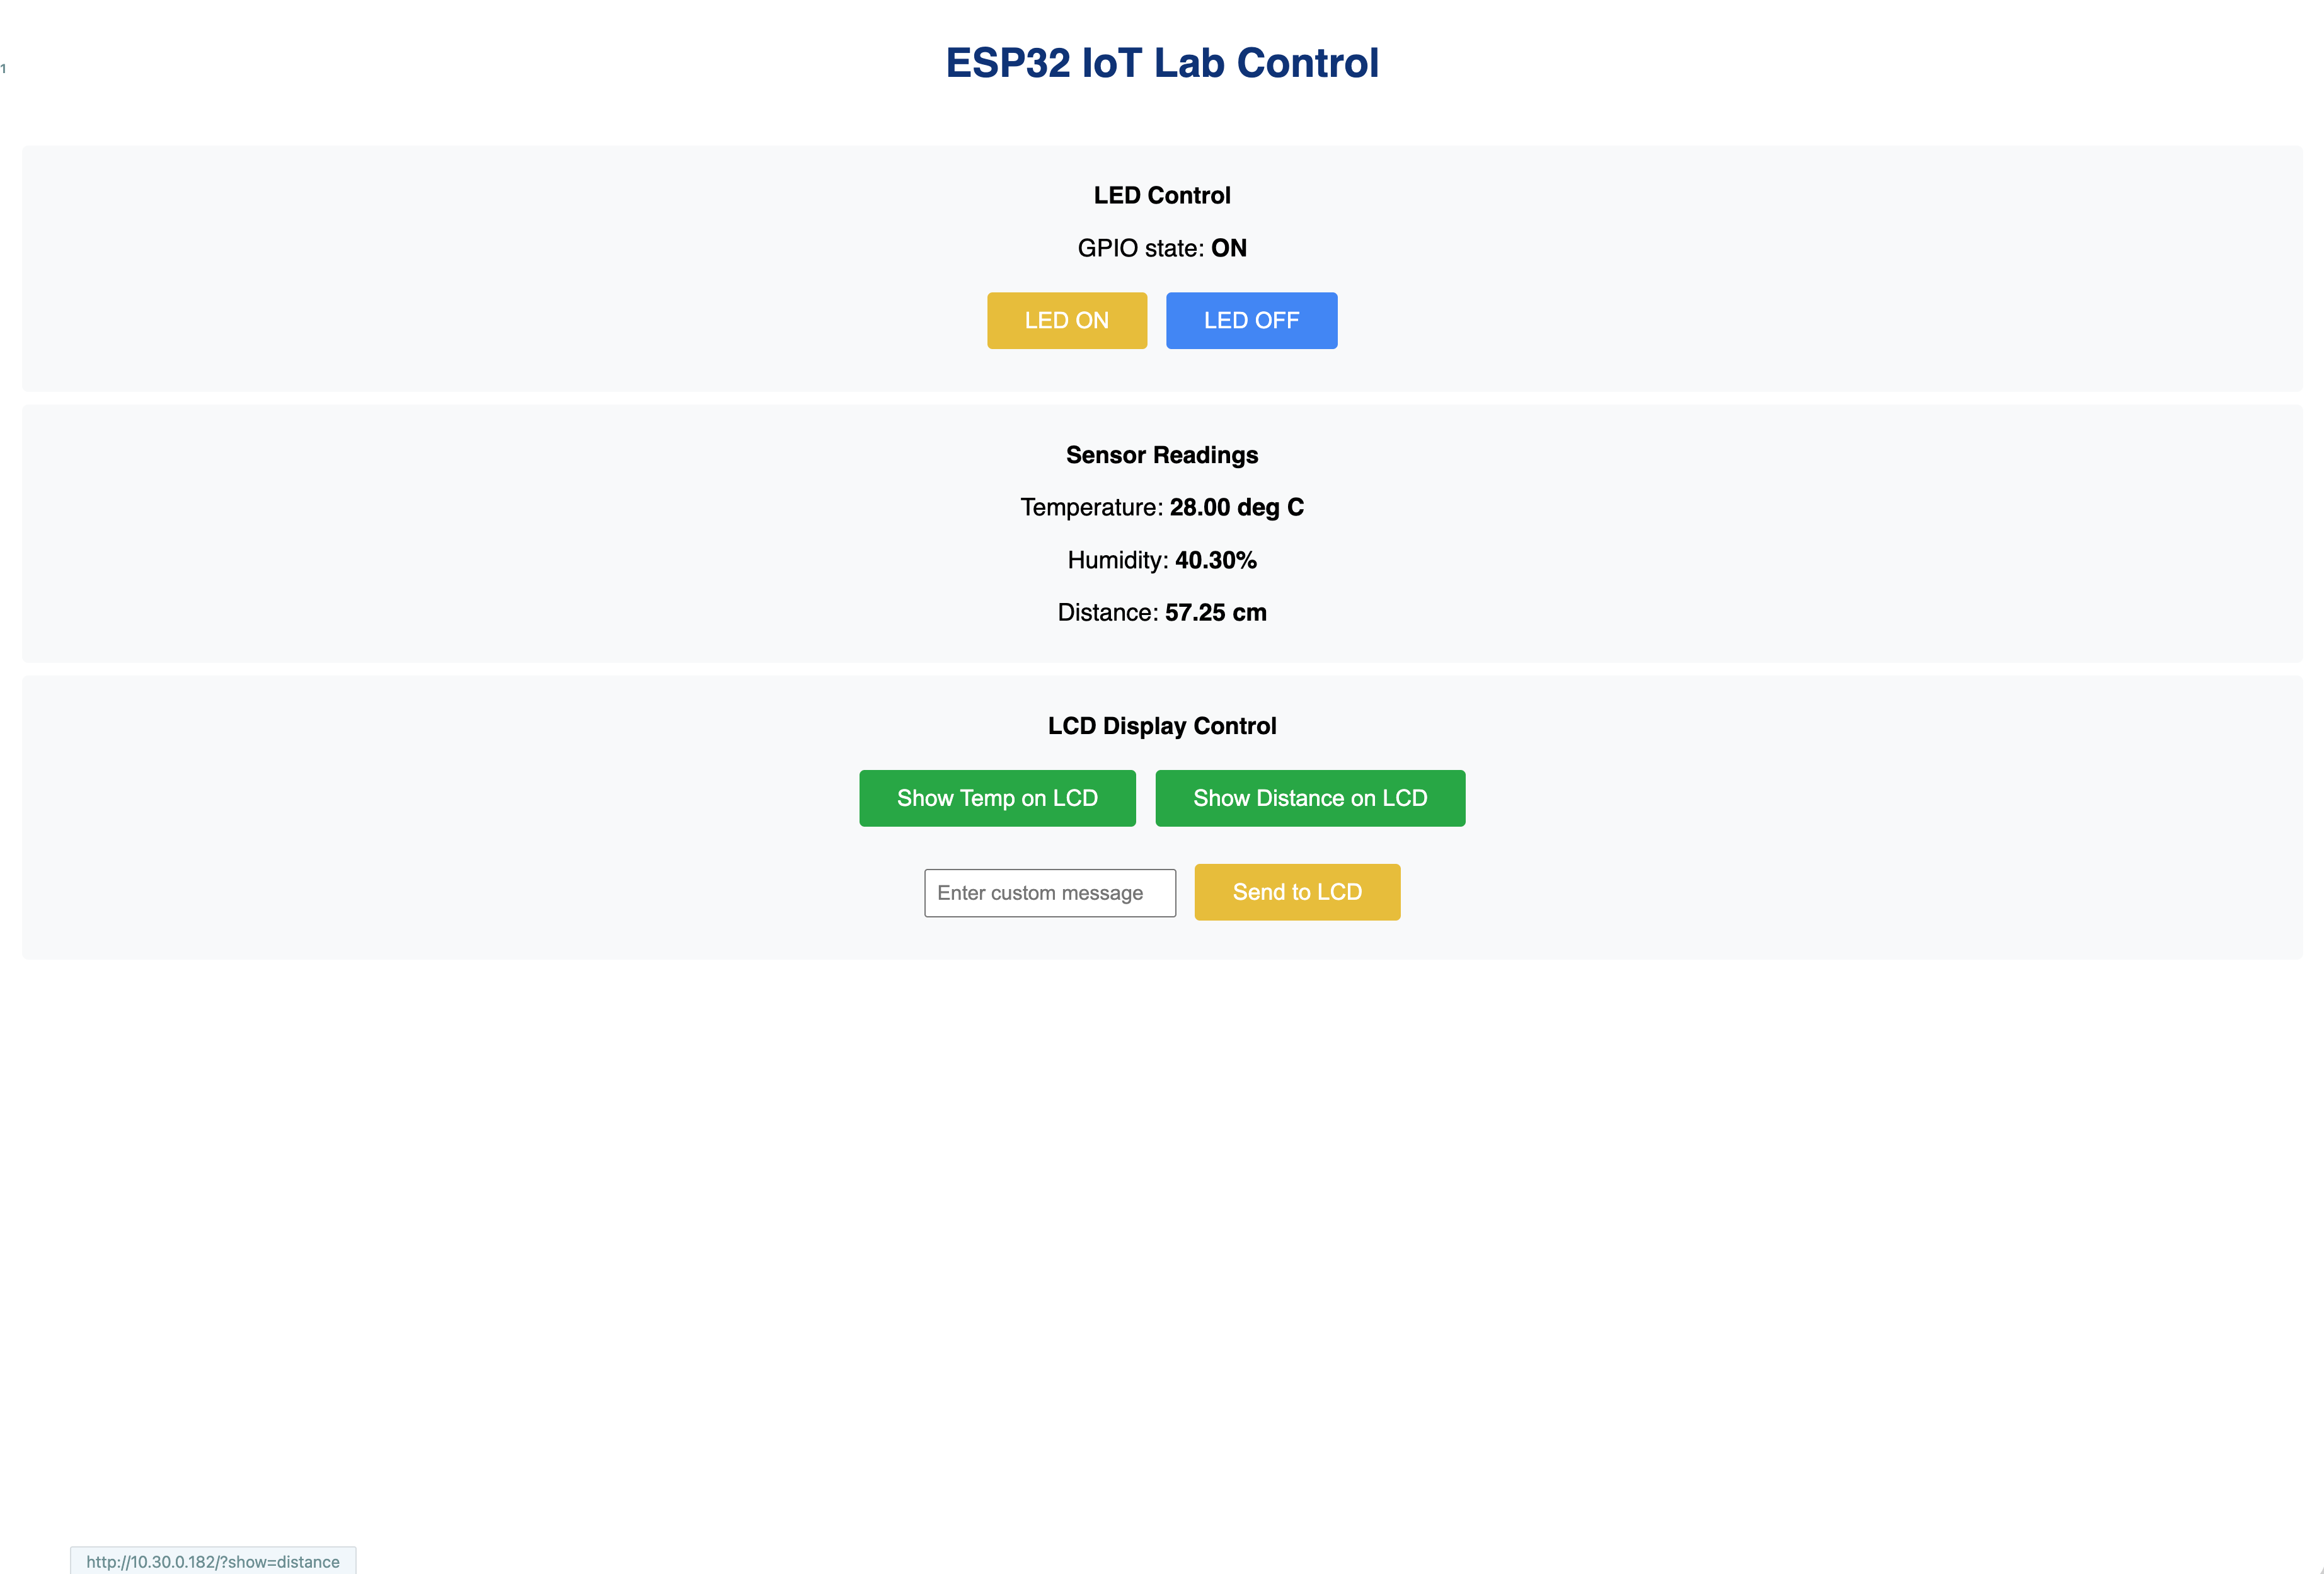 ESP32 IoT Lab Control
1
LED Control
GPIO state: ON
LED ON LED OFF
Sensor Readings
Temperature: 28.00 deg C
Humidity: 40.30%
Distance: 57.25 cm
LCD Display Control
Show Temp on LCD Show Distance on LCD
Enter custom message Send to LCD
http://10.30.0.182/?show=distance